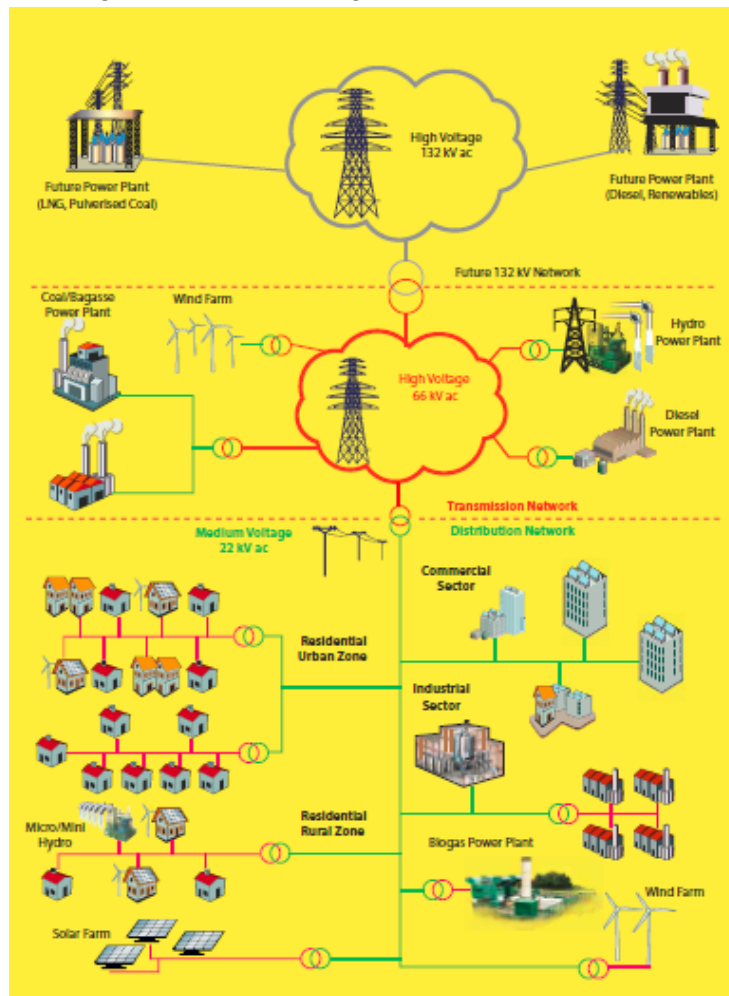 High Voltage
132 kV ac
Future Power Plant
(LNG, Pulverised Coal)
Future Power Plant
(Diesel, Renewables)
Future 132 kV Network
Coal/Bagasse
Power Plant
Wind Farm
Hydro
Power Plant
High Voltage
66 kV ac
Diesel
Power Plant
Transmission Network
Medium Voltage
22 kV ac
Distribution Network
Commercial
Sector
Residential
Urban Zone
Industrial
Sector
Micro/Mini
Hydro
Residential
Rural Zone
Biogas Power Plant
Wind Farm
Solar Farm